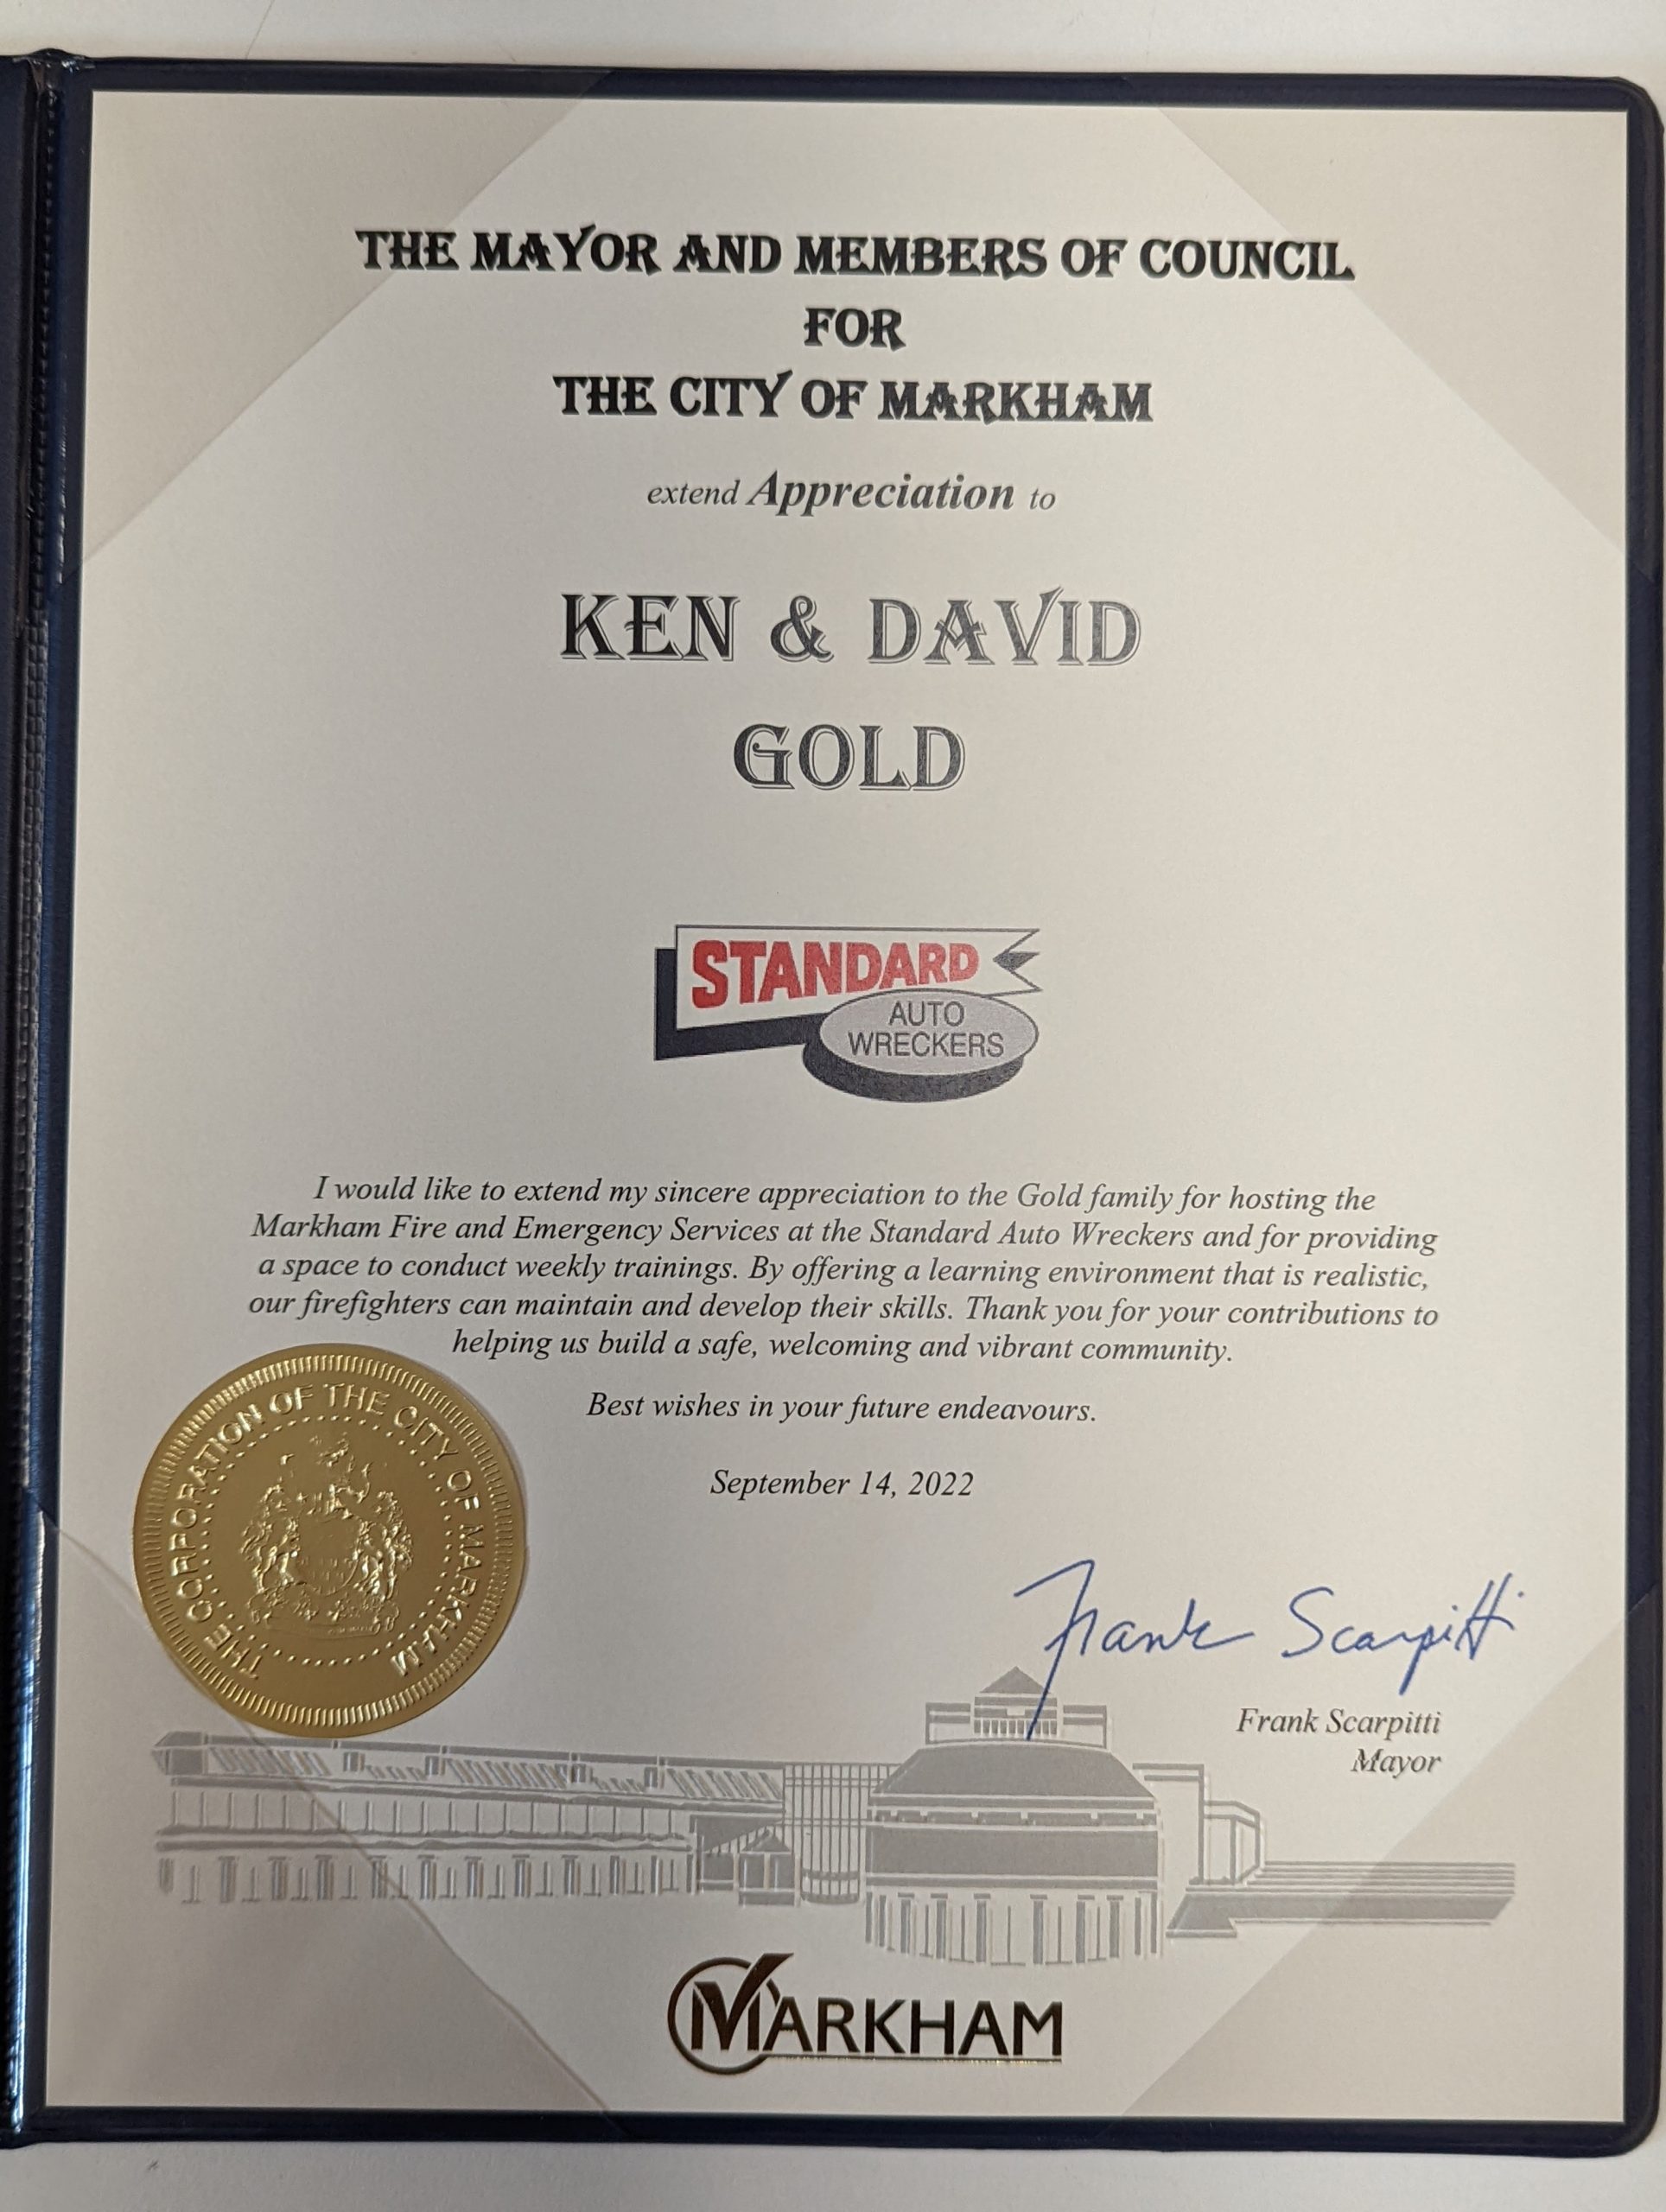 THE MAYOR AND MEMBERS OF COUNCIL
FOR
THE CITY OF MARKHAM
extend Appreciation to
KEN & DAVID
GOLD
STANDARD
AUTO
WRECKERS
I would like to extend my sincere appreciation to the Gold family for hosting the
Markham Fire and Emergency Services at the Standard Auto Wreckers and for providing
a space to conduct weekly trainings. By offering a learning environment that is realistic,
our firefighters can maintain and develop their skills. Thank you for your contributions to
helping us build a safe, welcoming and vibrant community.
Best wishes in your future endeavours.
September 14, 2022
THE CORPORATION OF THE CITY OF MARKHAM
Frank Scarpitti
Frank Scarpitti
Mayor
MARKHAM